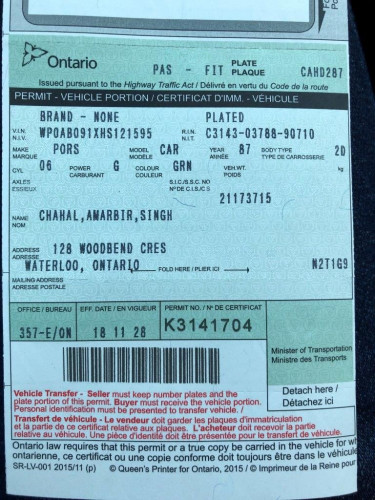 Ontario
PAS - FIT PLATE PLAQUE CAHD287
Issued pursuant to the Highway Traffic Act / Délivré en vertu du Code de la route
PERMIT - VEHICLE PORTION / CERTIFICAT D'IMM. - VÉHICULE
BRAND - NONE PLATED
V.I.N. N.I.V. WPOAB091XHS121595 R.I.N. N.I.T. C3143-03788-90710
MAKE MARQUE PORS MODEL MODÈLE CAR YEAR ANNÉE 87 BODY TYPE TYPE DE CARROSSERIE 2D
CYL 06 POWER CARBURANT G COLOUR COULEUR GRN VEH.WT. POIDS kg
AXLES ESSIEUX S.I.C./S.S.C. NO Nº DE C.I.S./C.S
21173715
NAME NOM CHAHAL,AMARBIR,SINGH
ADDRESS ADRESSE 128 WOODBEND CRES
WATERLOO, ONTARIO FOLD HERE / PLIER ICI N2T1G9
MAILING ADDRESS
ADRESSE POSTALE
OFFICE / BUREAU EFF. DATE / EN VIGUEUR PERMIT NO. / Nº DE CERTIFICAT
357-E/ON 18 11 28 K3141704
Minister of Transportation
Ministre des Transports
Detach here /
Détachez ici
Vehicle Transfer - Seller must keep number plates and the
plate portion of this permit. Buyer must receive the vehicle portion.
Personal identification must be presented to transfer vehicle. /
Transfert de véhicule - Le vendeur doit garder les plaques d'immatriculation
et la partie de ce certificat relative aux plaques. L'acheteur doit recevoir la partie
relative au véhicule. Une pièce d'identité doit être présentée pour le transfert du véhicule.
Ontario law requires that this permit or a true copy be carried in the vehicle for wh
ontarienne, ce certificat ou une copie conforme doit toujours être dans le véhicule
SR-LV-001 2015/11 (p) © Queen's Printer for Ontario, 2015 / © Imprimeur de la Reine pour